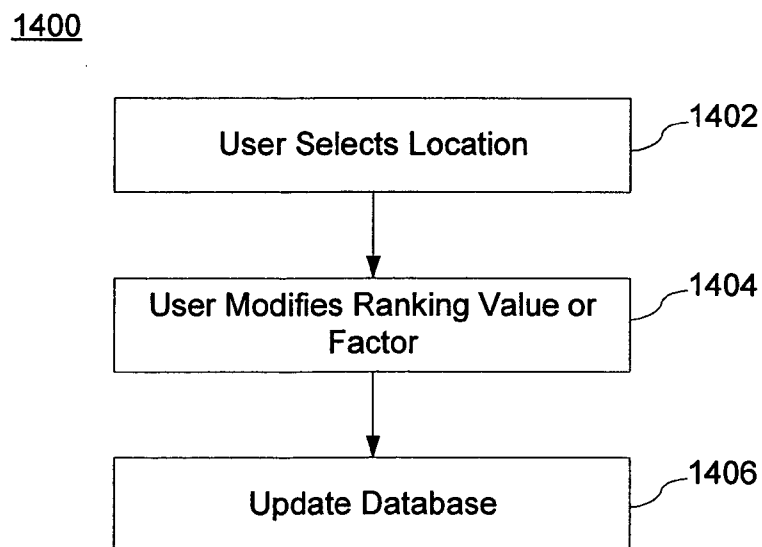 1400
User Selects Location
1402
User Modifies Ranking Value or
Factor
1404
Update Database
1406